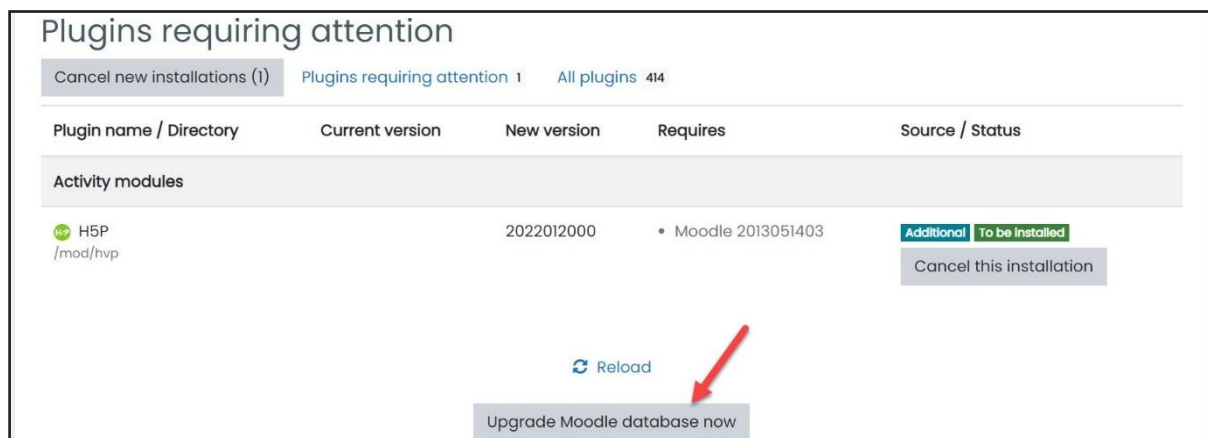 Plugins requiring attention
Cancel new installations (1) Plugins requiring attention 1 All plugins 414
Plugin name / Directory Current version New version Requires Source / Status
Activity modules
H5P H5P 2022012000 • Moodle 2013051403 Additional To be installed
/mod/hvp
Cancel this installation
Reload
Upgrade Moodle database now